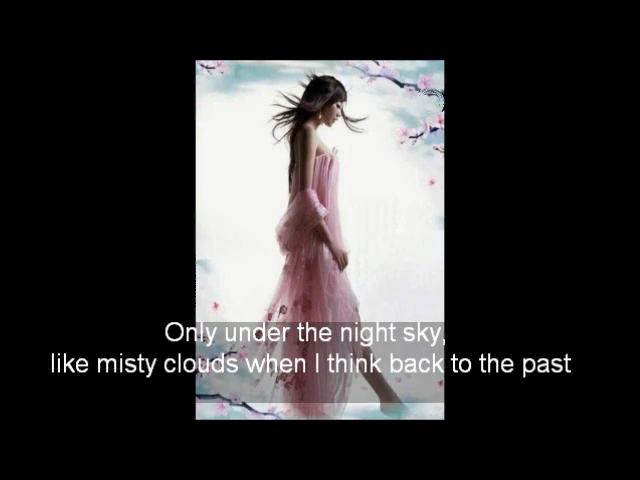 Only under the night sky,
like misty clouds when I think back to the past